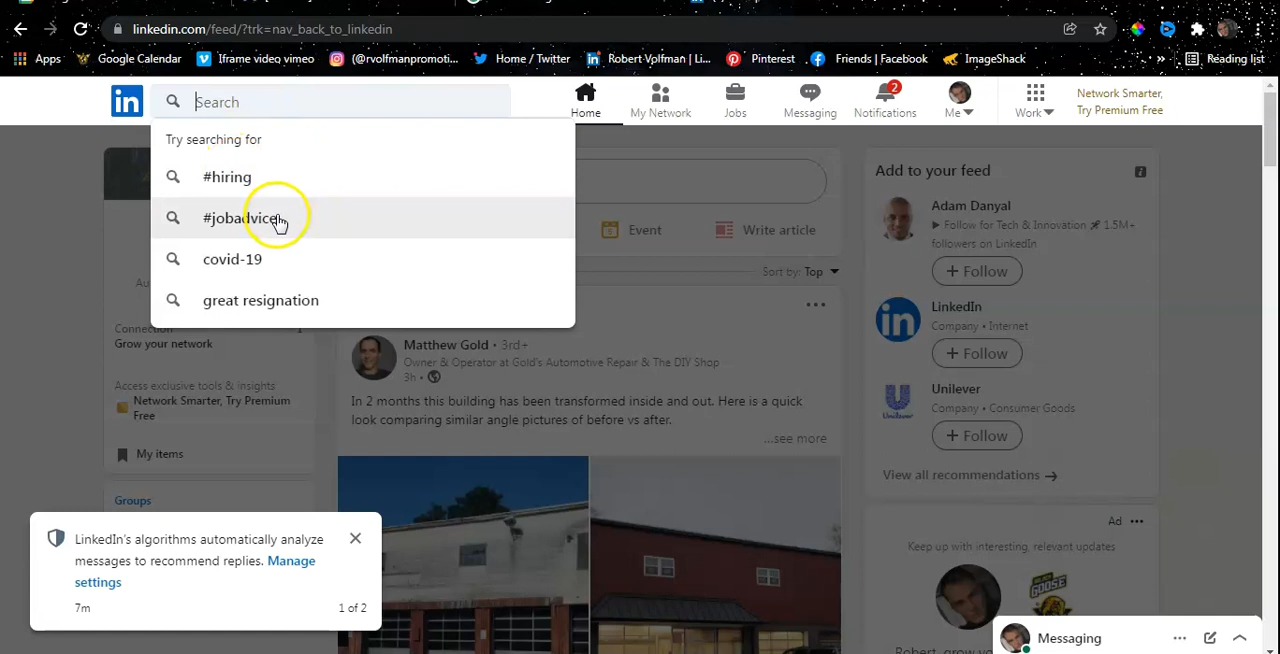 linkedin.com/feed/?trk=nav_back_to_linkedin
Apps
Google Calendar
Iframe video vimeo
(@rvolfmanpromoti...
Home / Twitter
Robert Volfman | Li...
Pinterest
Friends | Facebook
ImageShack
»
Reading list
in
Search
Home
My Network
Jobs
Messaging
2
Notifications
Me
Work
Network Smarter,
Try Premium Free
Try searching for
#hiring
#jobadvice
covid-19
great resignation
Connection
1
Grow your network
Access exclusive tools & insights
Network Smarter, Try Premium
Free
My items
Groups
Event
Write article
Sort by: Top
Matthew Gold • 3rd+
Owner & Operator at Gold's Automotive Repair & The DIY Shop
3h •
In 2 months this building has been transformed inside and out. Here is a quick
look comparing similar angle pictures of before vs after.
...see more
Add to your feed
Adam Danyal
Follow for Tech & Innovation 1.5M+
followers on LinkedIn
+ Follow
in
LinkedIn
Company • Internet
+ Follow
Unilever
Unilever
Company • Consumer Goods
+ Follow
View all recommendations →
Ad •••
Keep up with interesting, relevant updates
GOOSE
LinkedIn's algorithms automatically analyze
messages to recommend replies. Manage
settings
7m
1 of 2
Messaging